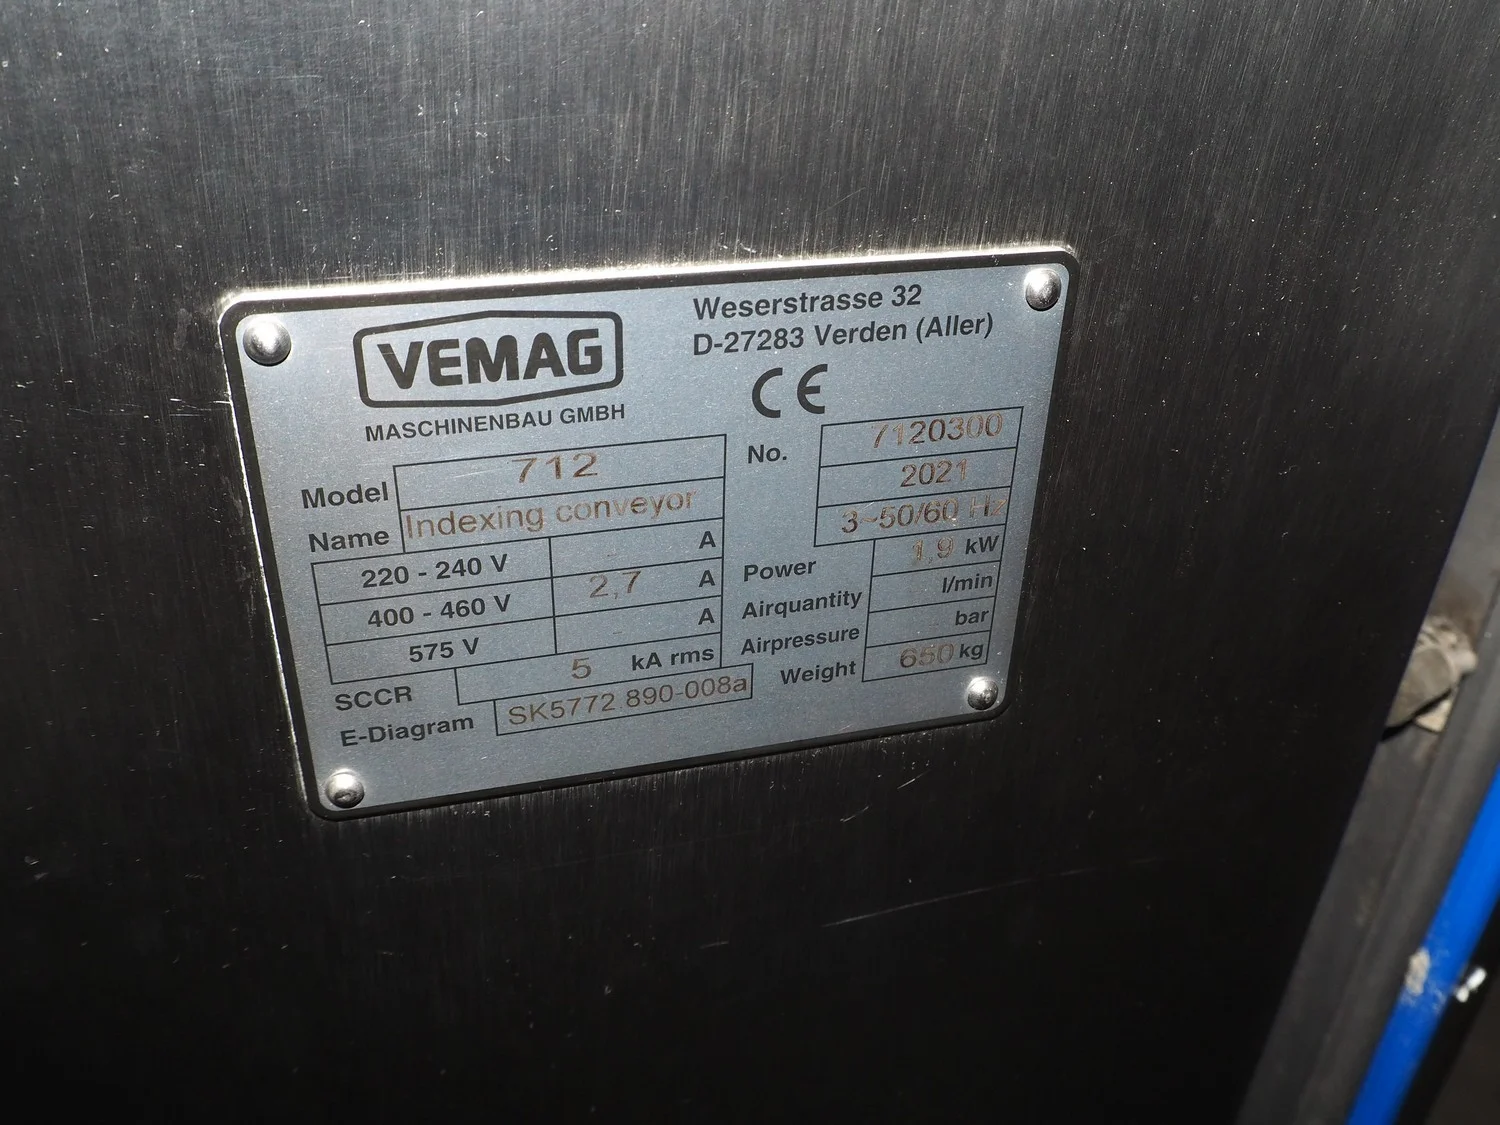 VEMAG
MASCHINENBAU GMBH
Weserstrasse 32
D-27283 Verden (Aller)
CE
Model 712
Name Indexing conveyor
220 - 240 V A
400 - 460 V 2,7 A
575 V A
SCCR 5 kA rms
E-Diagram SK5772.890-008a
No. 7120300
2021
3~50/60 Hz
Power 1,9 kW
Airquantity l/min
Airpressure bar
Weight 650 kg